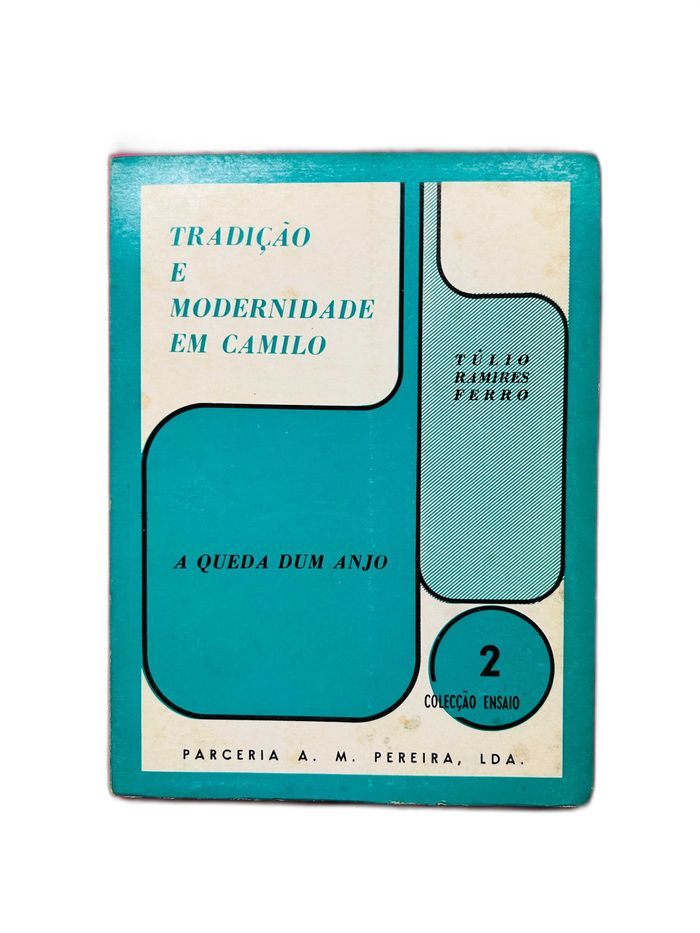 TRADIÇÃO
E
MODERNIDADE
EM CAMILO
TÚLIO
RAMIRES
FERRO
A QUEDA DUM ANJO
2
COLECÇÃO ENSAIO
PARCERIA A. M. PEREIRA, LDA.